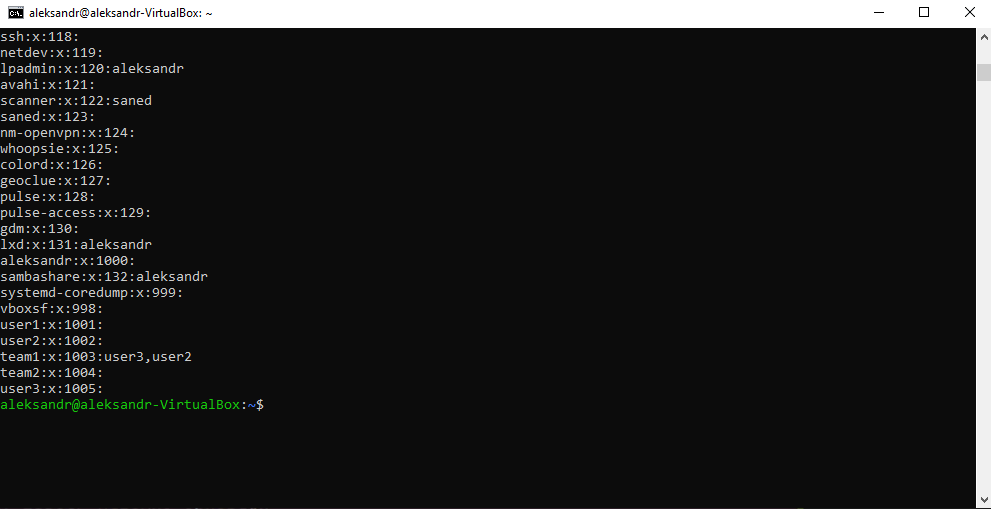 aleksandr@aleksandr-VirtualBox: ~
ssh:x:118:
netdev:x:119:
lpadmin:x:120:aleksandr
avahi:x:121:
scanner:x:122:saned
saned:x:123:
nm-openvpn:x:124:
whoopsie:x:125:
colord:x:126:
geoclue:x:127:
pulse:x:128:
pulse-access:x:129:
gdm:x:130:
lxd:x:131:aleksandr
aleksandr:x:1000:
sambashare:x:132:aleksandr
systemd-coredump:x:999:
vboxsf:x:998:
user1:x:1001:
user2:x:1002:
team1:x:1003:user3,user2
team2:x:1004:
user3:x:1005:
aleksandr@aleksandr-VirtualBox:~$